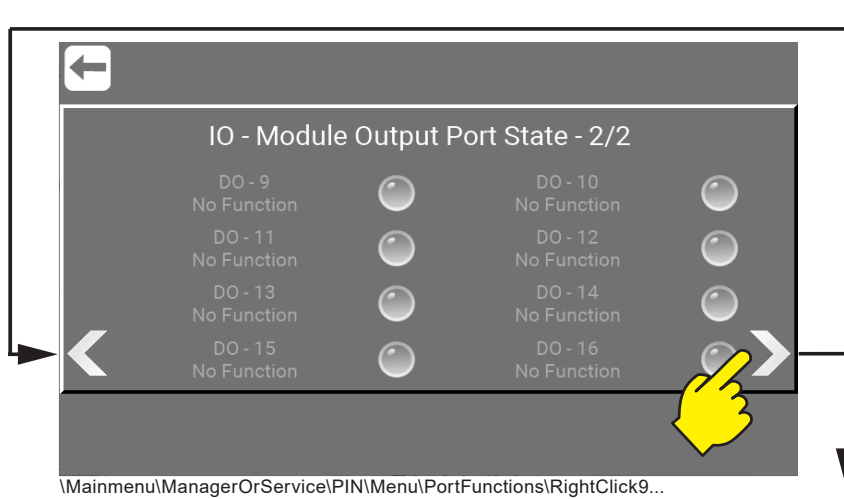 IO - Module Output Port State - 2/2
DO - 9
No Function
DO - 10
No Function
DO - 11
No Function
DO - 12
No Function
DO - 13
No Function
DO - 14
No Function
DO - 15
No Function
DO - 16
No Function
\Mainmenu\ManagerOrService\PIN\Menu\PortFunctions\RightClick9...